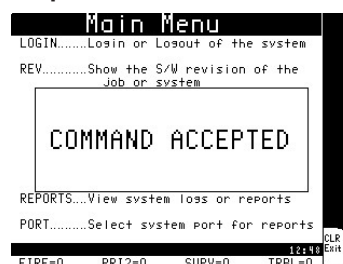 Main Menu
LOGIN.......Login or Logout of the system
REV...........Show the S/W revision of the
Job or system
COMMAND ACCEPTED
REPORTS....View system logs or reports
PORT.........Select system port for reports
CLR
12:48 Exit
FIRE=0 PRI2=0 SUPV=0 TRBL=0